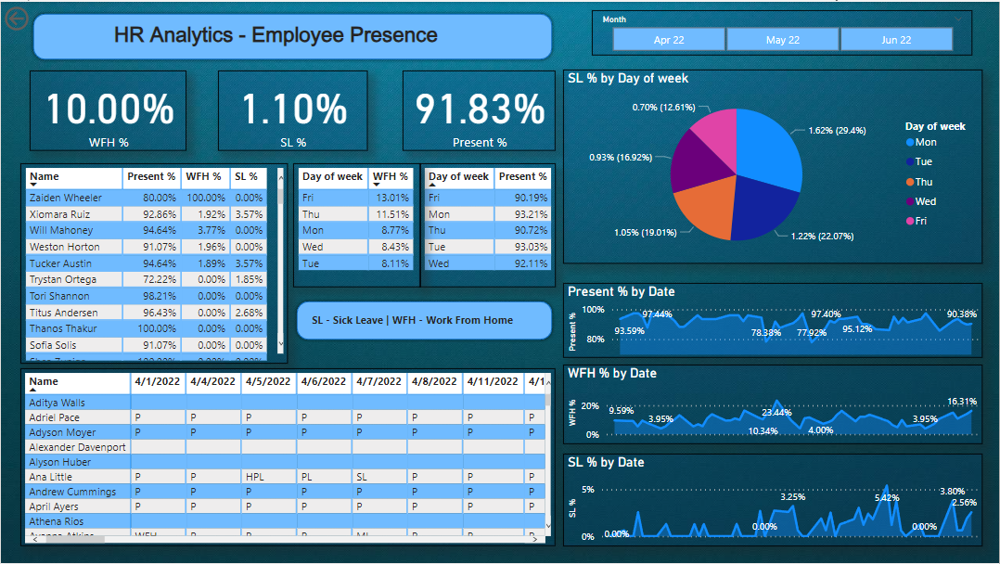 HR Analytics - Employee Presence
Month
Apr 22 May 22 Jun 22
10.00%
WFH %
1.10%
SL %
91.83%
Present %
Name Present % WFH % SL %
Zaiden Wheeler 80.00% 100.00% 0.00%
Xiomara Ruiz 92.86% 1.92% 3.57%
Will Mahoney 94.64% 3.77% 0.00%
Weston Horton 91.07% 1.96% 0.00%
Tucker Austin 94.64% 1.89% 3.57%
Trystan Ortega 72.22% 0.00% 1.85%
Tori Shannon 98.21% 0.00% 0.00%
Titus Andersen 96.43% 0.00% 2.68%
Thanos Thakur 100.00% 0.00% 0.00%
Sofia Solis 91.07% 0.00% 0.00%
Day of week WFH %
Fri 13.01%
Thu 11.51%
Mon 8.77%
Wed 8.43%
Tue 8.11%
Day of week Present %
Fri 90.19%
Mon 93.21%
Thu 90.72%
Tue 93.03%
Wed 92.11%
SL - Sick Leave | WFH - Work From Home
SL % by Day of week
0.70% (12.61%)
1.62% (29.4%)
0.93% (16.92%)
1.05% (19.01%)
1.22% (22.07%)
Day of week
Mon
Tue
Thu
Wed
Fri
Name 4/1/2022 4/4/2022 4/5/2022 4/6/2022 4/7/2022 4/8/2022 4/11/2022
Aditya Walls
Adriel Pace P P P P P P P
Adyson Moyer P P P P P P P
Alexander Davenport
Alyson Huber
Ana Little P P HPL PL SL P P
Andrew Cummings P P P P P P P
April Ayers P P P P P P P
Athena Rios
Present % by Date
Present %
100%
80%
93.59% 97.44% 78.38% 77.92% 97.40% 95.12% 90.38%
WFH % by Date
WFH %
20%
0%
9.59% 3.95% 10.34% 23.44% 4.00% 3.95% 16.31%
SL % by Date
SL %
5%
0%
0.00% 0.00% 3.25% 5.42% 0.00% 3.80% 2.56%